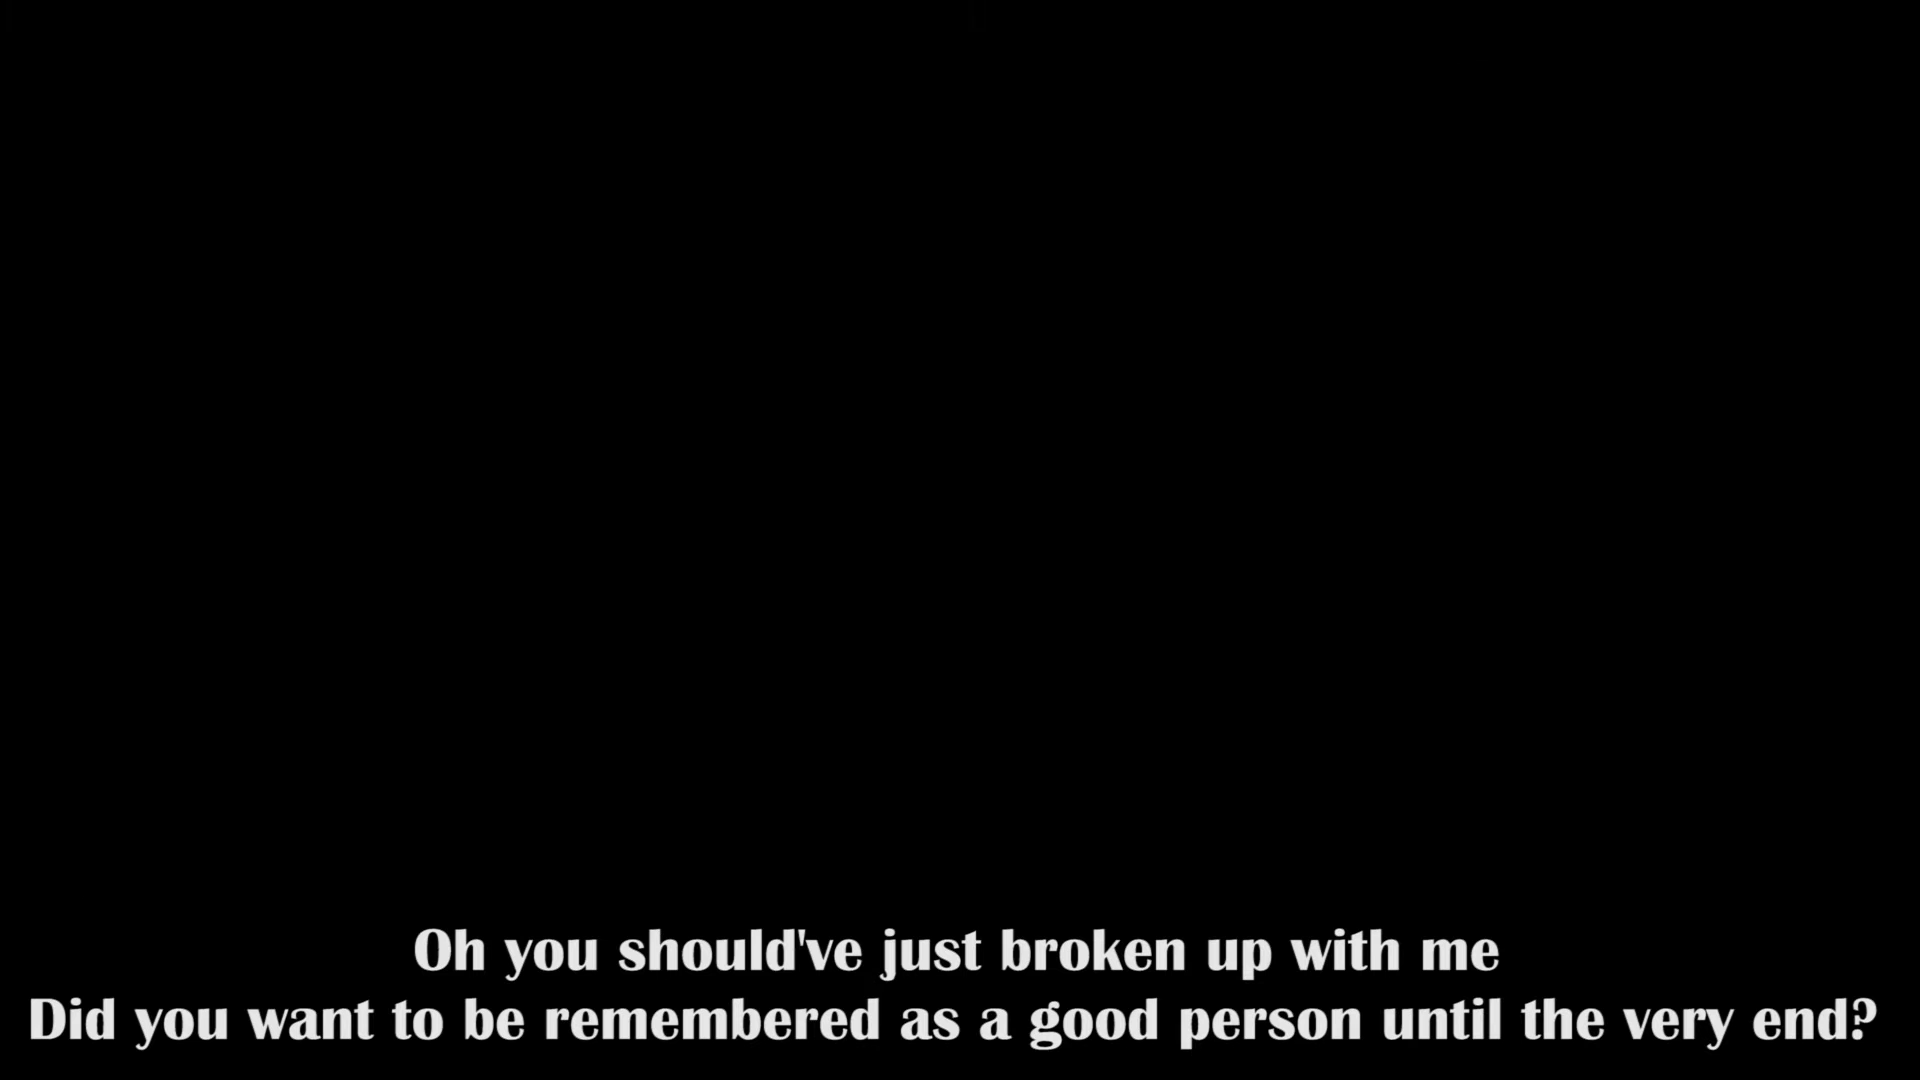 Oh you should've just broken up with me
Did you want to be remembered as a good person until the very end?